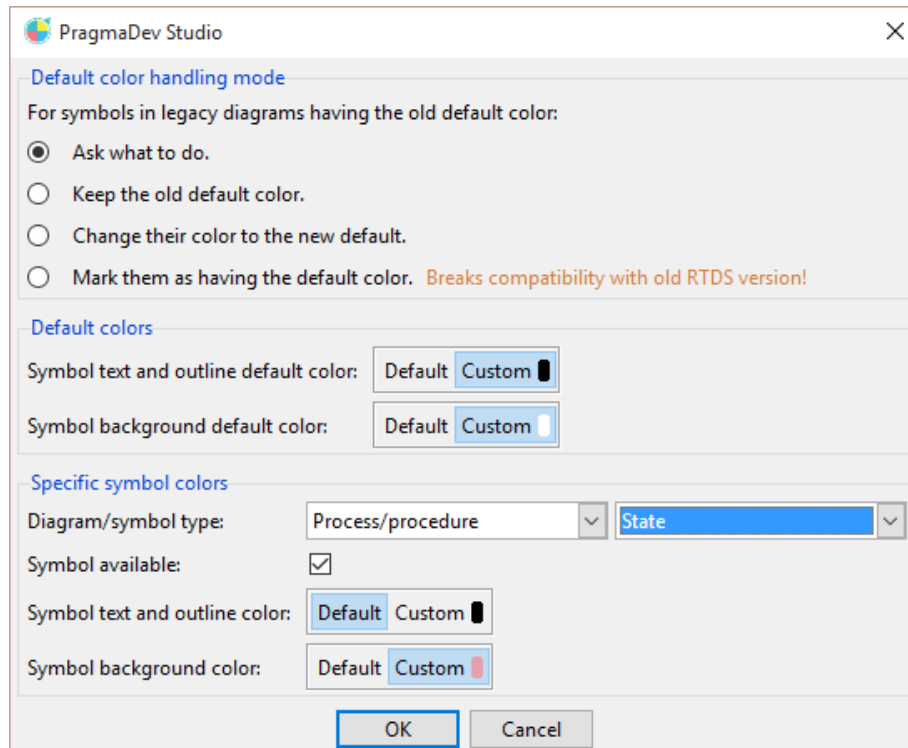 PragmaDev Studio
Default color handling mode
For symbols in legacy diagrams having the old default color:
Ask what to do.
Keep the old default color.
Change their color to the new default.
Mark them as having the default color. Breaks compatibility with old RTDS version!
Default colors
Symbol text and outline default color: Default Custom
Symbol background default color: Default Custom
Specific symbol colors
Diagram/symbol type: Process/procedure State
Symbol available:
Symbol text and outline color: Default Custom
Symbol background color: Default Custom
OK Cancel